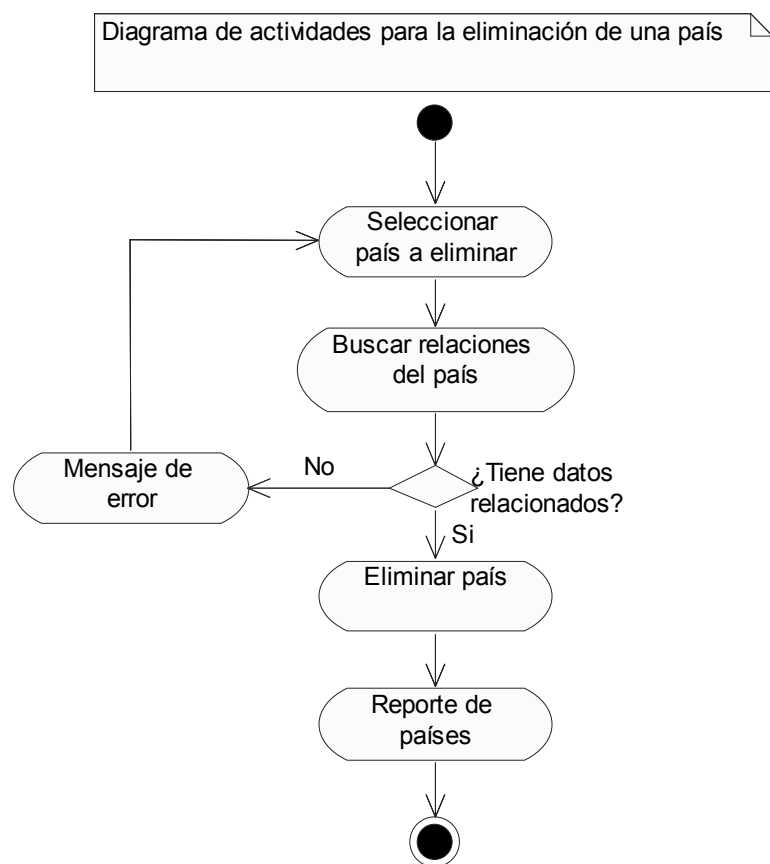 Diagrama de actividades para la eliminación de una país
Seleccionar
país a eliminar
Buscar relaciones
del país
Mensaje de
error
No
¿Tiene datos
relacionados?
Si
Eliminar país
Reporte de
países